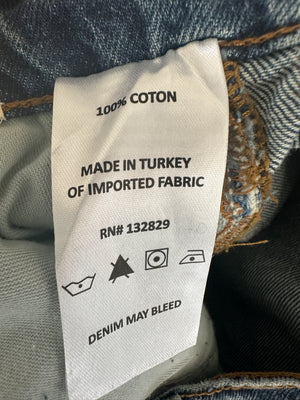 100% COTON
MADE IN TURKEY
OF IMPORTED FABRIC
RN# 132829
DENIM MAY BLEED